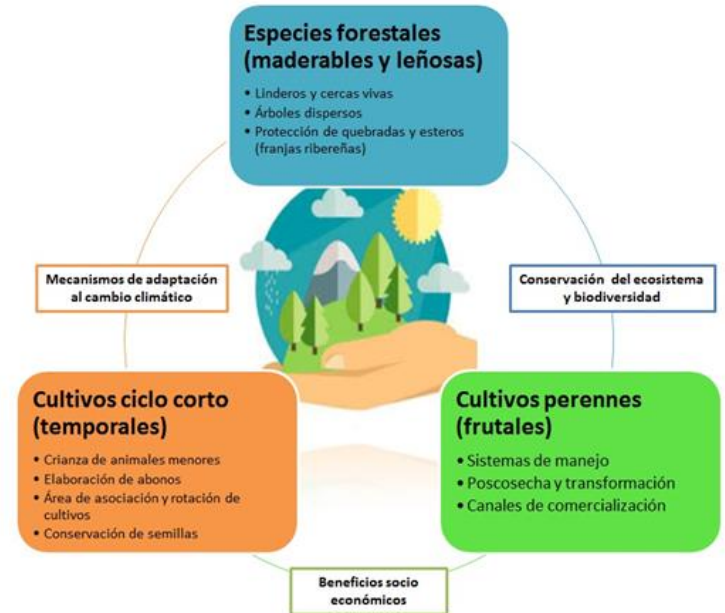 Especies forestales
(maderables y leñosas)
• Linderos y cercas vivas
• Árboles dispersos
• Protección de quebradas y esteros
(franjas ribereñas)
Mecanismos de adaptación
al cambio climático
Conservación del ecosistema
y biodiversidad
Cultivos ciclo corto
(temporales)
• Crianza de animales menores
• Elaboración de abonos
• Área de asociación y rotación de
cultivos
• Conservación de semillas
Cultivos perennes
(frutales)
• Sistemas de manejo
• Poscosecha y transformación
• Canales de comercialización
Beneficios socio
económicos